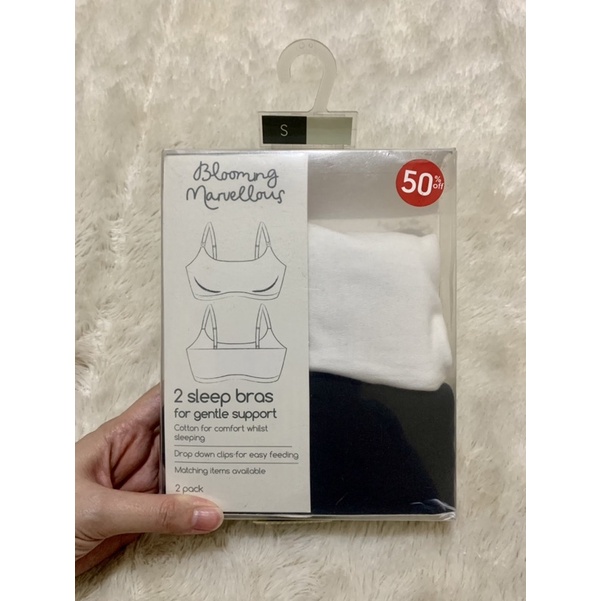 S
Blooming
Marvellous
50% off
2 sleep bras
for gentle support
Cotton for comfort whilst
sleeping
Drop down clips for easy feeding
Matching items available
2 pack